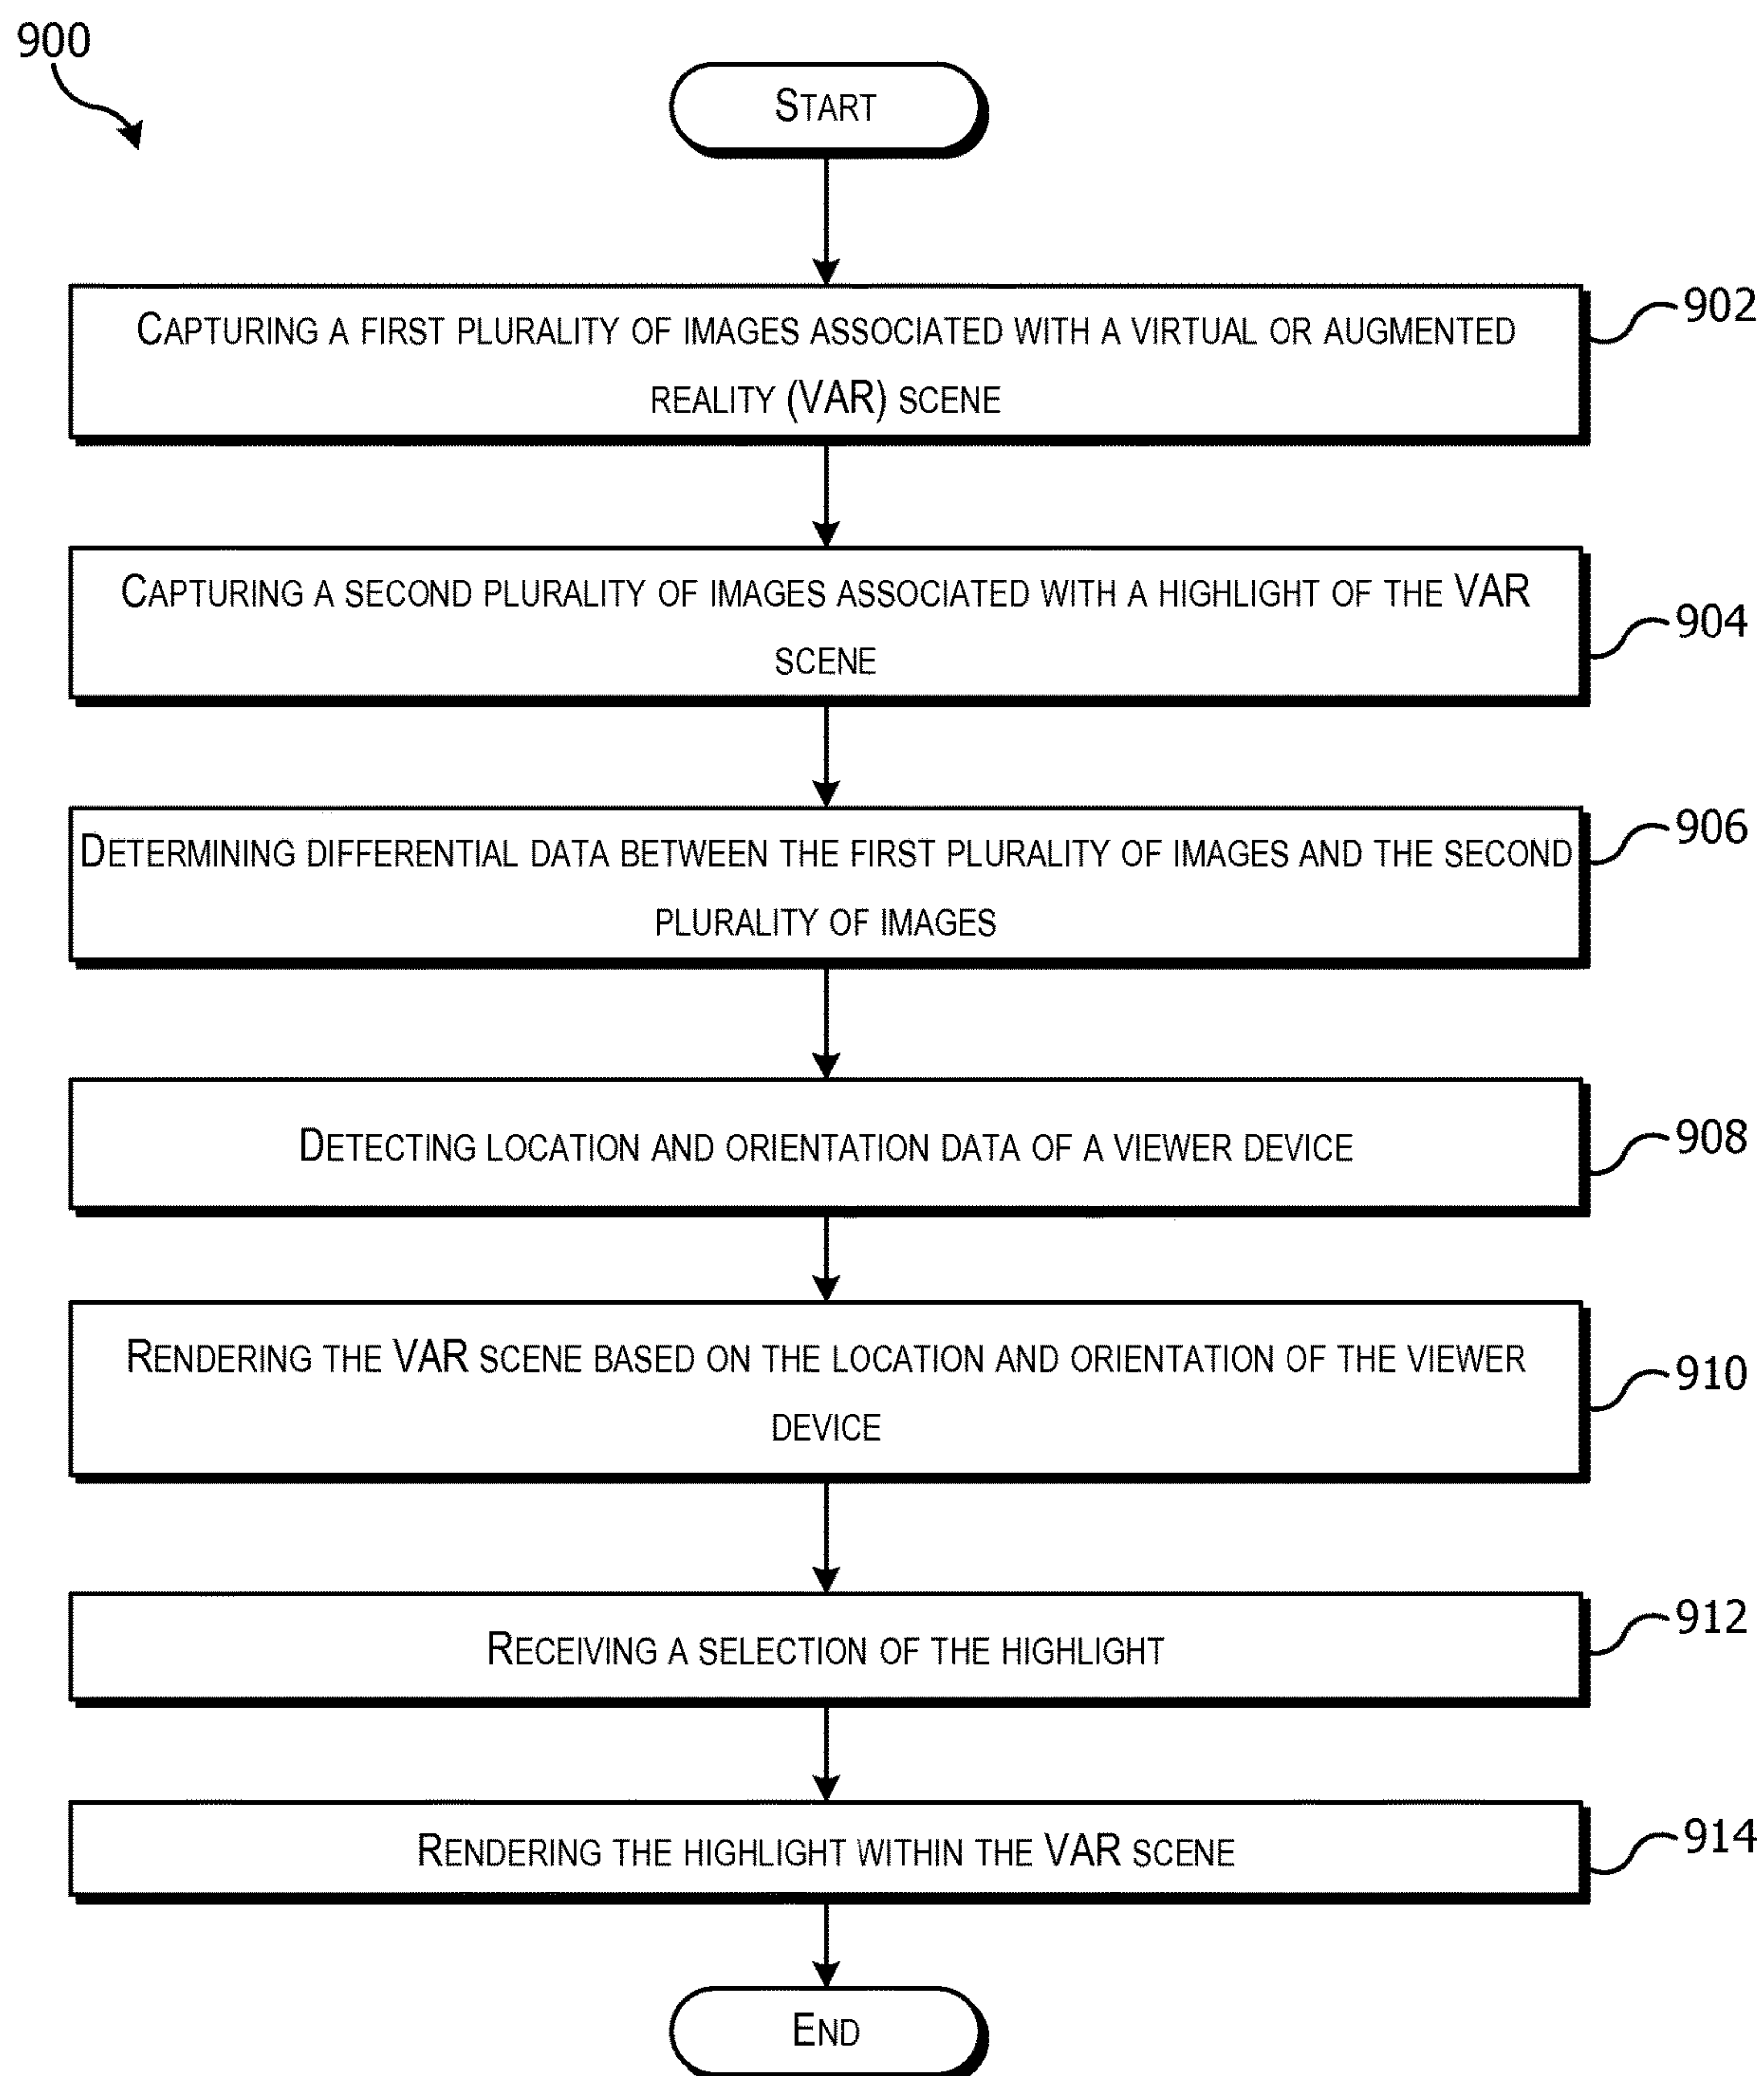 900
START
CAPTURING A FIRST PLURALITY OF IMAGES ASSOCIATED WITH A VIRTUAL OR AUGMENTED
REALITY (VAR) SCENE
902
CAPTURING A SECOND PLURALITY OF IMAGES ASSOCIATED WITH A HIGHLIGHT OF THE VAR
SCENE
904
DETERMINING DIFFERENTIAL DATA BETWEEN THE FIRST PLURALITY OF IMAGES AND THE SECOND
PLURALITY OF IMAGES
906
DETECTING LOCATION AND ORIENTATION DATA OF A VIEWER DEVICE
908
RENDERING THE VAR SCENE BASED ON THE LOCATION AND ORIENTATION OF THE VIEWER
DEVICE
910
RECEIVING A SELECTION OF THE HIGHLIGHT
912
RENDERING THE HIGHLIGHT WITHIN THE VAR SCENE
914
END